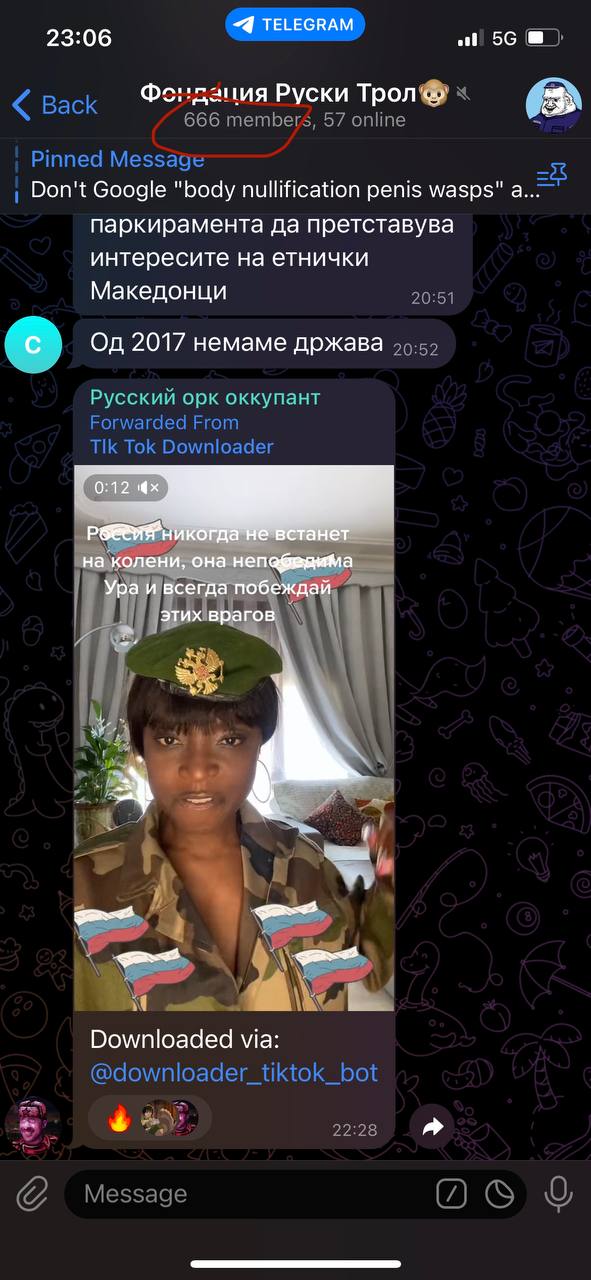 23:06
TELEGRAM
5G
Back
Фондация Руски Трол
666 members, 57 online
Pinned Message
Don't Google "body nullification penis wasps" a...
паркирамента да претставува
интересите на етнички
Македонци
20:51
C
Од 2017 немаме држава
20:52
Русский орк оккупант
Forwarded From
Tlk Tok Downloader
0:12
Россия никогда не встанет
на колени, она непобедима
Ура и всегда побеждай
этих врагов
Downloaded via:
@downloader_tiktok_bot
22:28
Message